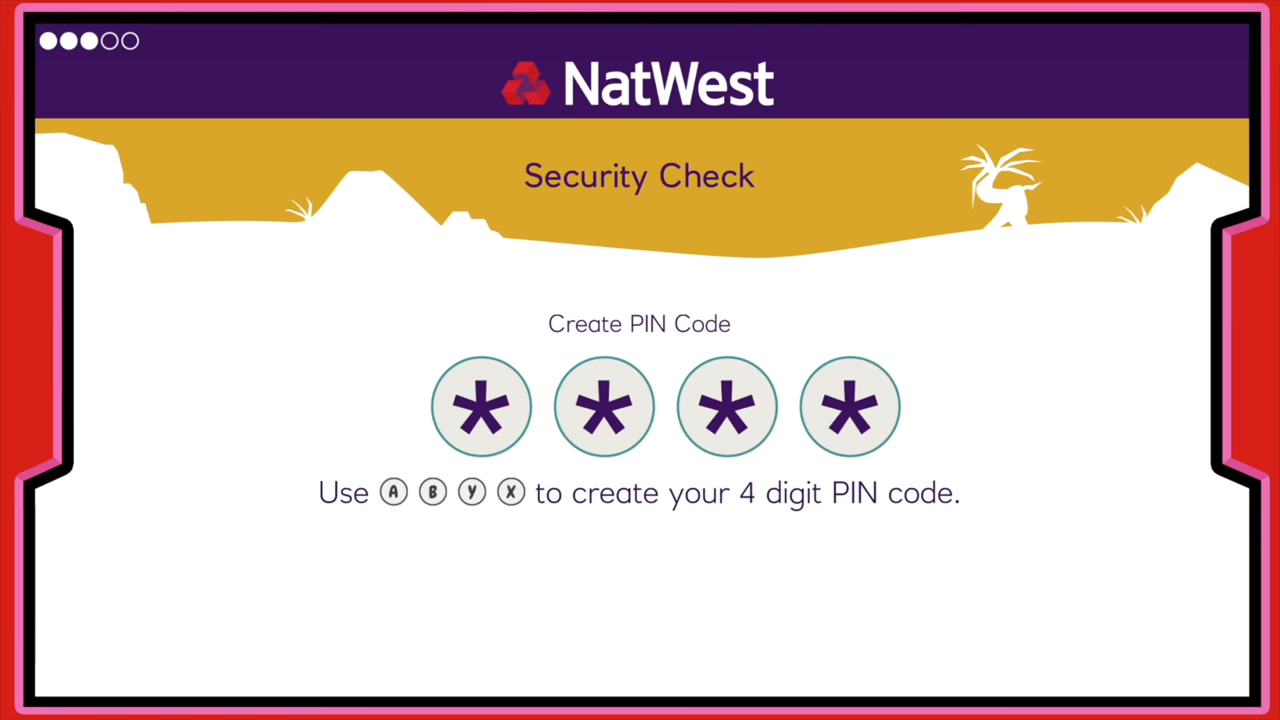 NatWest
Security Check
Create PIN Code
* * * *
Use A B Y X to create your 4 digit PIN code.